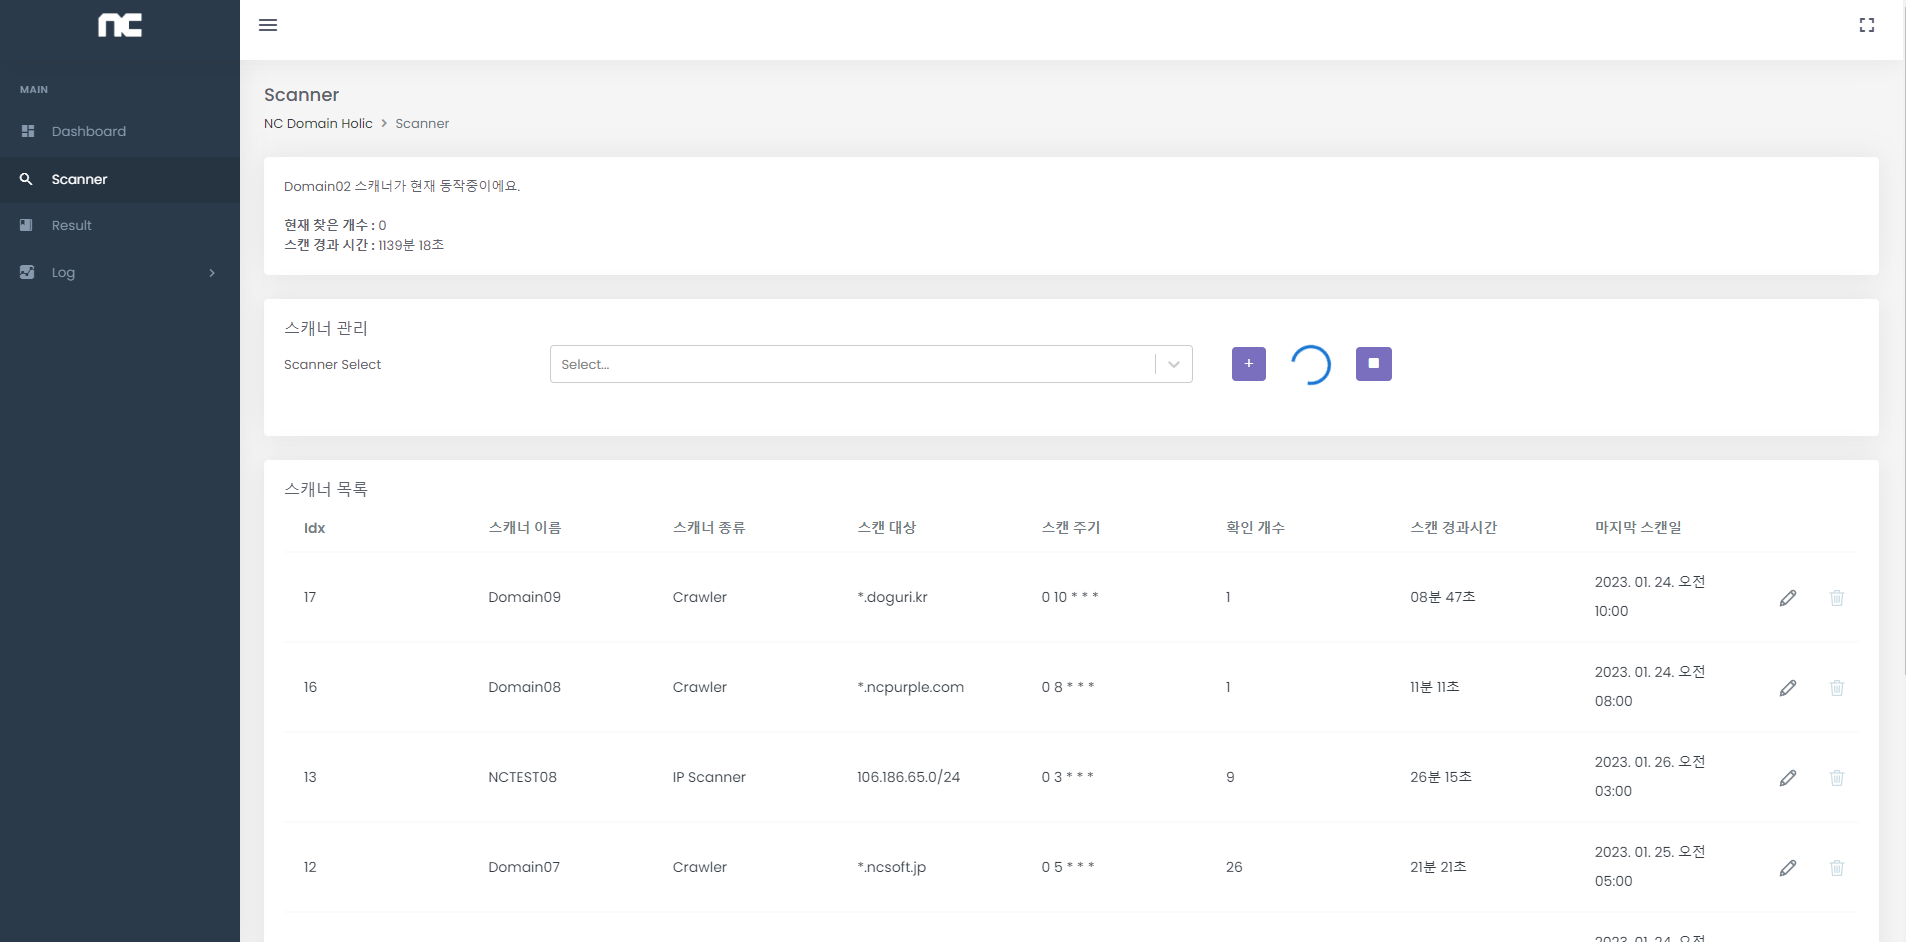 nc
MAIN
Dashboard
Scanner
Result
Log
Scanner
NC Domain Holic > Scanner
Domain02 스캐너가 현재 동작중이에요.
현재 찾은 개수 : 0
스캔 경과 시간 : 1139분 18초
스캐너 관리
Scanner Select
Select...
+
스캐너 목록
Idx 스캐너 이름 스캐너 종류 스캔 대상 스캔 주기 확인 개수 스캔 경과시간 마지막 스캔일
17 Domain09 Crawler *.doguri.kr 0 10 * * * 1 08분 47초 2023. 01. 24. 오전
10:00
16 Domain08 Crawler *.ncpurple.com 0 8 * * * 1 11분 11초 2023. 01. 24. 오전
08:00
13 NCTEST08 IP Scanner 106.186.65.0/24 0 3 * * * 9 26분 15초 2023. 01. 26. 오전
03:00
12 Domain07 Crawler *.ncsoft.jp 0 5 * * * 26 21분 21초 2023. 01. 25. 오전
05:00
2023. 01. 24. 오전